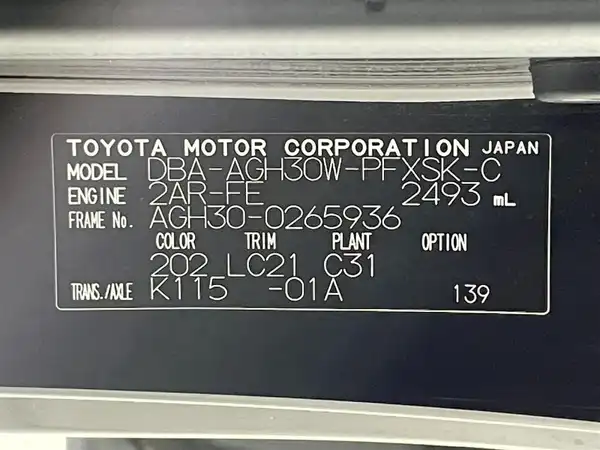 TOYOTA MOTOR CORPORATION JAPAN
MODEL DBA-AGH30W-PFXSK-C
ENGINE 2AR-FE 2493 mL
FRAME No. AGH30-0265936
COLOR TRIM PLANT OPTION
202 LC21 C31
TRANS./AXLE K115 -01A 139